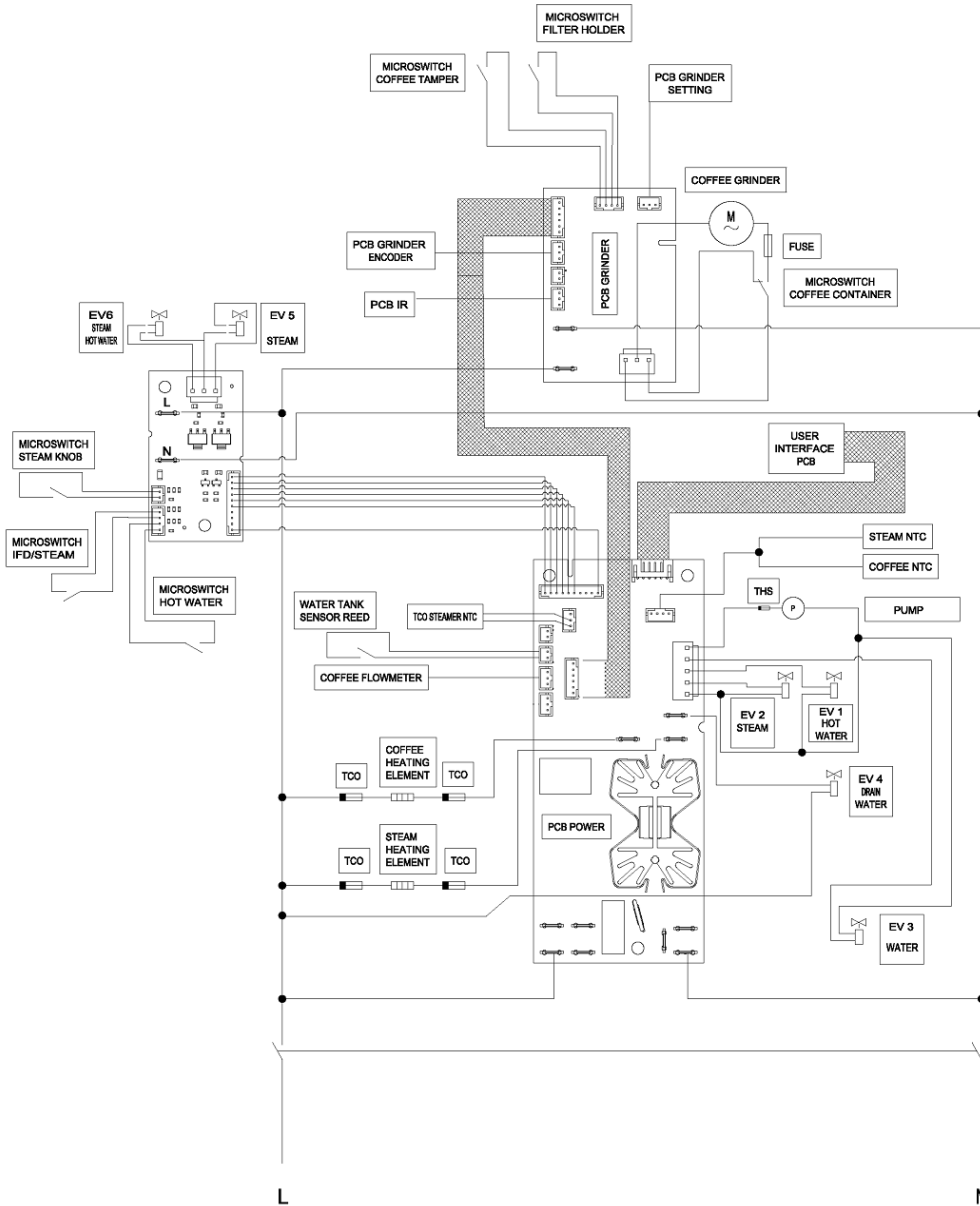 MICROSWITCH
FILTER HOLDER
MICROSWITCH
COFFEE TAMPER
PCB GRINDER
SETTING
COFFEE GRINDER
M
~
FUSE
PCB GRINDER
ENCODER
PCB GRINDER
MICROSWITCH
COFFEE CONTAINER
PCB IR
EV6
STEAM
HOT WATER
EV 5
STEAM
L
N
MICROSWITCH
STEAM KNOB
USER
INTERFACE
PCB
MICROSWITCH
IFD/STEAM
STEAM NTC
COFFEE NTC
MICROSWITCH
HOT WATER
THS
P
PUMP
WATER TANK
SENSOR REED
TCO STEAMER NTC
COFFEE FLOWMETER
EV 2
STEAM
EV 1
HOT
WATER
COFFEE
HEATING
ELEMENT
TCO
TCO
EV 4
DRAIN
WATER
PCB POWER
STEAM
HEATING
ELEMENT
TCO
TCO
EV 3
WATER
L